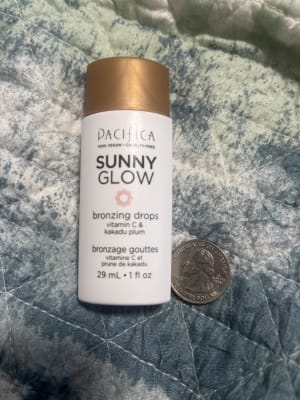 PACIFICA
100% VEGAN • CRUELTY-FREE
SUNNY
GLOW
bronzing drops
vitamin C &
kakadu plum
bronzage gouttes
vitamine C et
prune de kakadu
29 mL • 1 fl oz